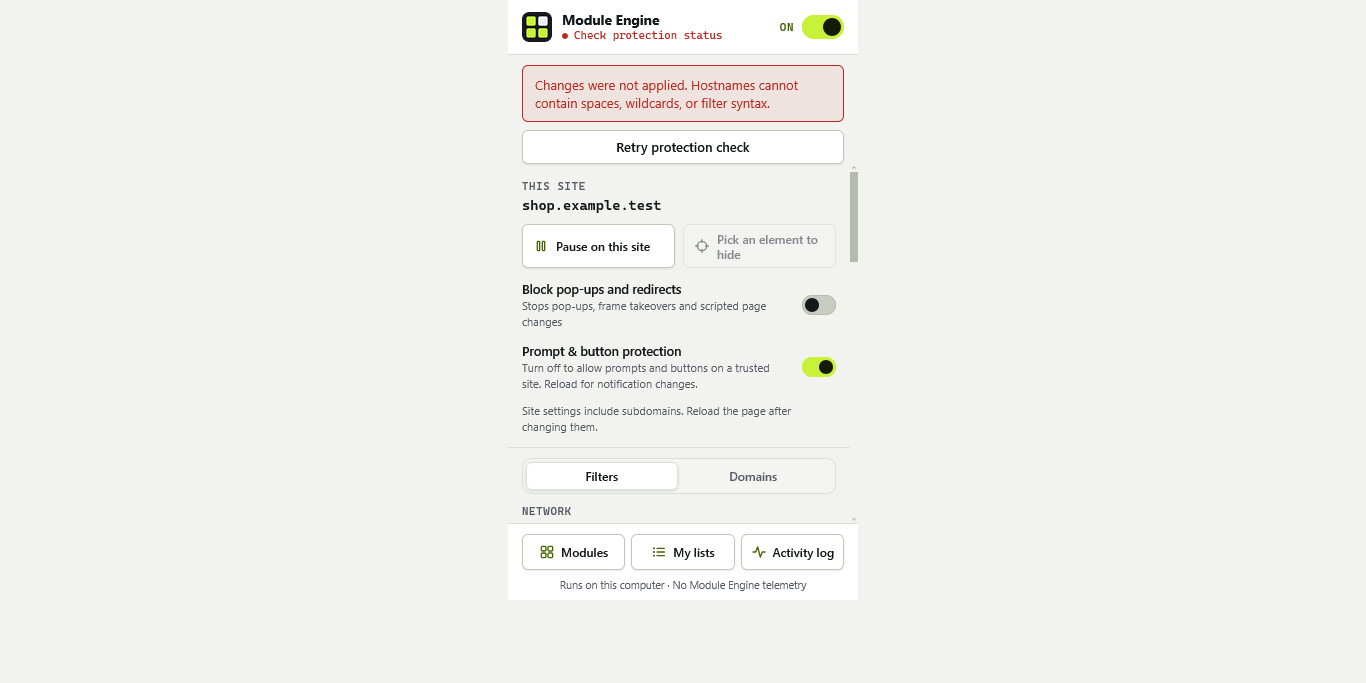 Module Engine
Check protection status
ON
Changes were not applied. Hostnames cannot
contain spaces, wildcards, or filter syntax.
Retry protection check
THIS SITE
shop.example.test
Pause on this site
Pick an element to
hide
Block pop-ups and redirects
Stops pop-ups, frame takeovers and scripted page
changes
Prompt & button protection
Turn off to allow prompts and buttons on a trusted
site. Reload for notification changes.
Site settings include subdomains. Reload the page after
changing them.
Filters
Domains
NETWORK
Modules
My lists
Activity log
Runs on this computer · No Module Engine telemetry